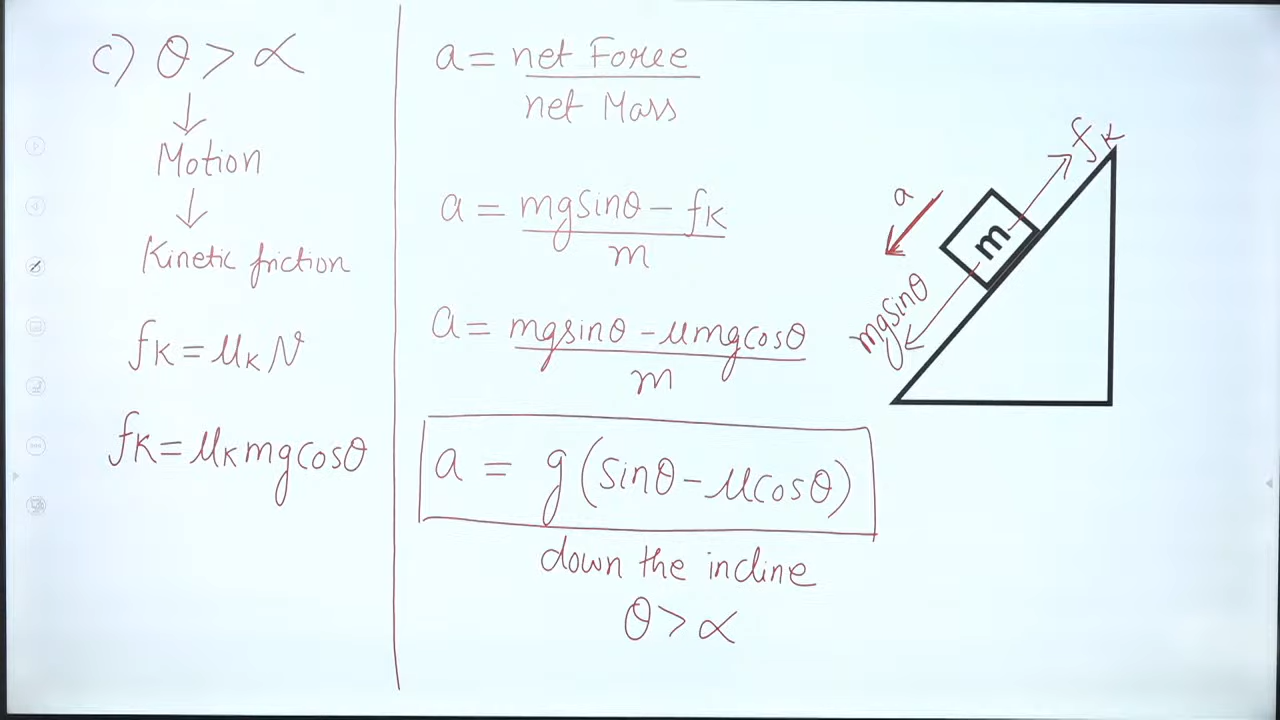 c) θ > α
↓
Motion
↓
Kinetic friction
fK = μK N
fK = μK mg cosθ
a = net Force / net Mass
a = mg sinθ – fK / m
a = mg sinθ – μmg cosθ / m
a = g (sinθ – μ cosθ)
down the incline
θ > α
fK
a
m
mg sinθ